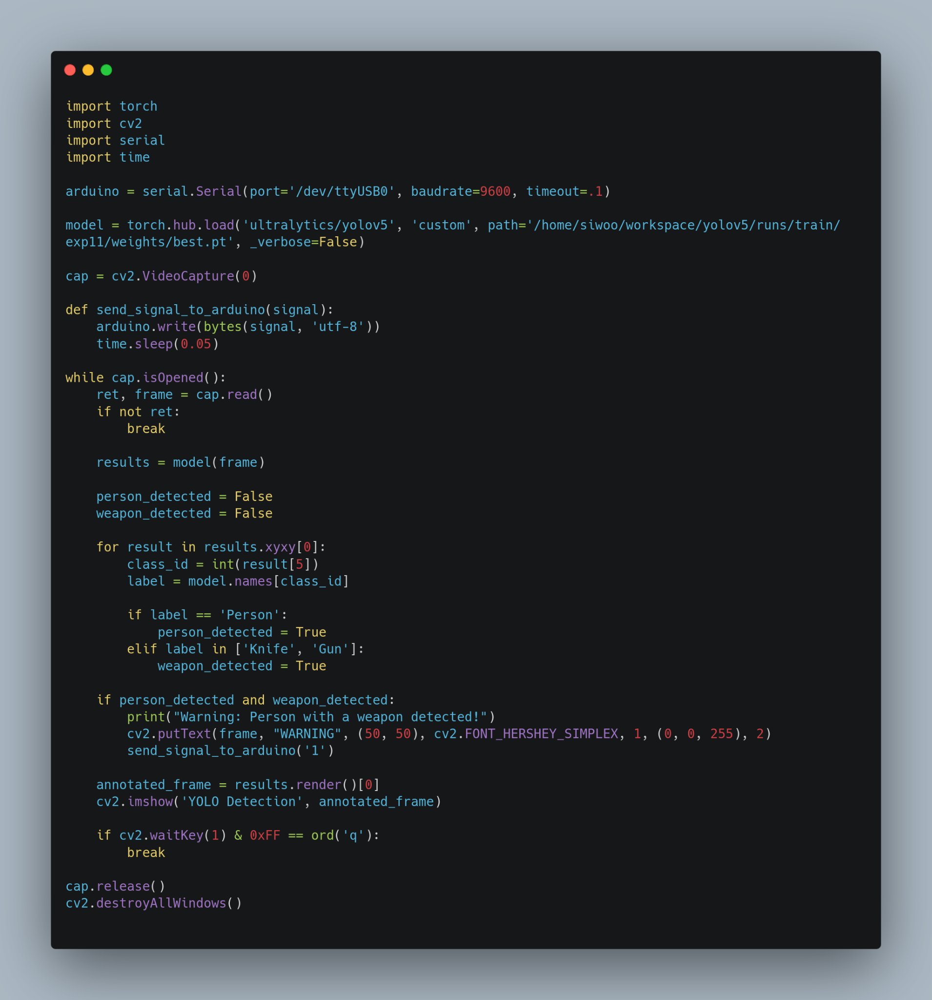 import torch
import cv2
import serial
import time

arduino = serial.Serial(port='/dev/ttyUSB0', baudrate=9600, timeout=.1)

model = torch.hub.load('ultralytics/yolov5', 'custom', path='/home/siwoo/workspace/yolov5/runs/train/
exp11/weights/best.pt', _verbose=False)

cap = cv2.VideoCapture(0)

def send_signal_to_arduino(signal):
    arduino.write(bytes(signal, 'utf-8'))
    time.sleep(0.05)

while cap.isOpened():
    ret, frame = cap.read()
    if not ret:
        break

    results = model(frame)

    person_detected = False
    weapon_detected = False

    for result in results.xyxy[0]:
        class_id = int(result[5])
        label = model.names[class_id]

        if label == 'Person':
            person_detected = True
        elif label in ['Knife', 'Gun']:
            weapon_detected = True

    if person_detected and weapon_detected:
        print("Warning: Person with a weapon detected!")
        cv2.putText(frame, "WARNING", (50, 50), cv2.FONT_HERSHEY_SIMPLEX, 1, (0, 0, 255), 2)
        send_signal_to_arduino('1')

    annotated_frame = results.render()[0]
    cv2.imshow('YOLO Detection', annotated_frame)

    if cv2.waitKey(1) & 0xFF == ord('q'):
        break

cap.release()
cv2.destroyAllWindows()